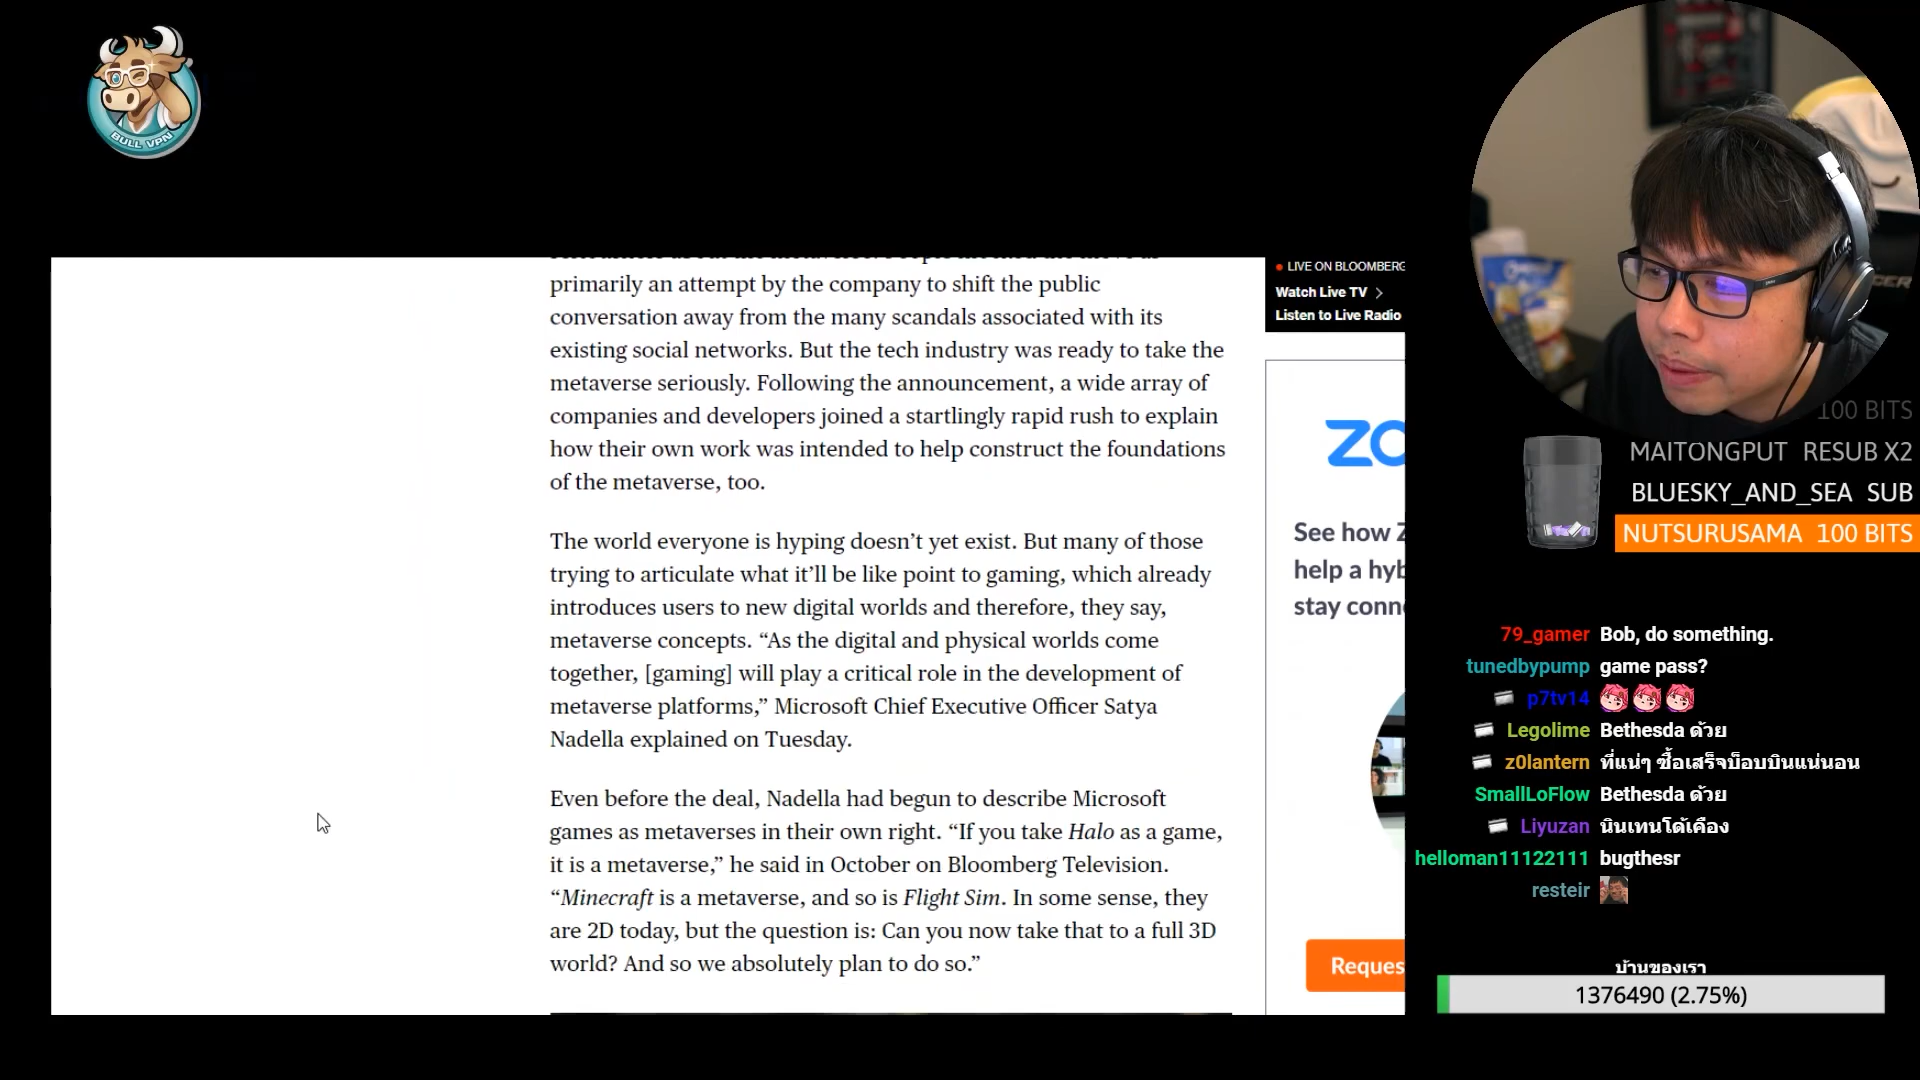 BULL VPN
primarily an attempt by the company to shift the public
conversation away from the many scandals associated with its
existing social networks. But the tech industry was ready to take the
metaverse seriously. Following the announcement, a wide array of
companies and developers joined a startlingly rapid rush to explain
how their own work was intended to help construct the foundations
of the metaverse, too.
The world everyone is hyping doesn’t yet exist. But many of those
trying to articulate what it’ll be like point to gaming, which already
introduces users to new digital worlds and therefore, they say,
metaverse concepts. “As the digital and physical worlds come
together, [gaming] will play a critical role in the development of
metaverse platforms,” Microsoft Chief Executive Officer Satya
Nadella explained on Tuesday.
Even before the deal, Nadella had begun to describe Microsoft
games as metaverses in their own right. “If you take Halo as a game,
it is a metaverse,” he said in October on Bloomberg Television.
“Minecraft is a metaverse, and so is Flight Sim. In some sense, they
are 2D today, but the question is: Can you now take that to a full 3D
world? And so we absolutely plan to do so.”
LIVE ON BLOOMBERG
Watch Live TV
Listen to Live Radio
ZO
See how Z
help a hyb
stay conn
Reques
100 BITS
MAITONGPUT RESUB X2
BLUESKY_AND_SEA SUB
NUTSURUSAMA 100 BITS
79_gamer Bob, do something.
tunedbypump game pass?
p7tv14
Legolime Bethesda ด้วย
z0lantern ที่แน่ๆ ซื้อเสร็จบ็อบบินแน่นอน
SmallLoFlow Bethesda ด้วย
Liyuzan นินเทนโด้เคือง
helloman11122111 bugthesr
resteir
บ้านของเรา
1376490 (2.75%)